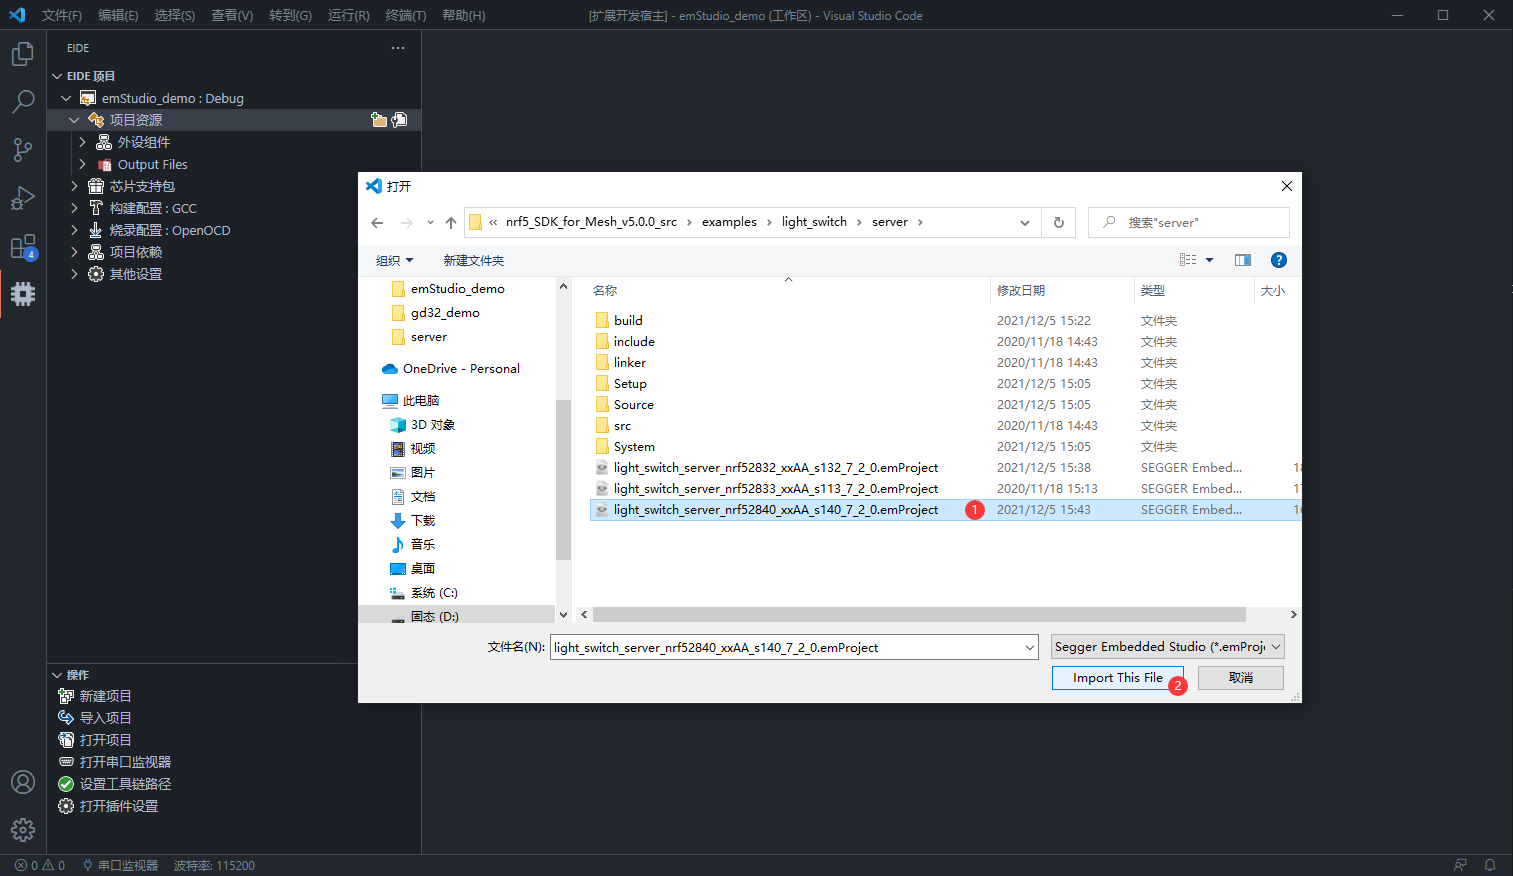 文件(F) 编辑(E) 选择(S) 查看(V) 转到(G) 运行(R) 终端(T) 帮助(H) [扩展开发宿主] - emStudio_demo (工作区) - Visual Studio Code
EIDE
EIDE 项目
emStudio_demo : Debug
项目资源
外设组件
Output Files
芯片支持包
构建配置 : GCC
烧录配置 : OpenOCD
项目依赖
其他设置
4
操作
新建项目
导入项目
打开项目
打开串口监视器
设置工具链路径
打开插件设置
打开
« nrf5_SDK_for_Mesh_v5.0.0_src › examples › light_switch › server ›
搜索"server"
组织 新建文件夹
emStudio_demo
gd32_demo
server
OneDrive - Personal
此电脑
3D 对象
视频
图片
文档
下载
音乐
桌面
系统 (C:)
固态 (D:)
名称 修改日期 类型 大小
build 2021/12/5 15:22 文件夹
include 2020/11/18 14:43 文件夹
linker 2020/11/18 14:43 文件夹
Setup 2021/12/5 15:05 文件夹
Source 2021/12/5 15:05 文件夹
src 2020/11/18 14:43 文件夹
System 2021/12/5 15:05 文件夹
light_switch_server_nrf52832_xxAA_s132_7_2_0.emProject 2021/12/5 15:38 SEGGER Embed...
light_switch_server_nrf52833_xxAA_s113_7_2_0.emProject 2020/11/18 15:13 SEGGER Embed...
light_switch_server_nrf52840_xxAA_s140_7_2_0.emProject 1 2021/12/5 15:43 SEGGER Embed...
文件名(N): light_switch_server_nrf52840_xxAA_s140_7_2_0.emProject Segger Embedded Studio (*.emProj
Import This File 2 取消
0 0 串口监视器 波特率: 115200